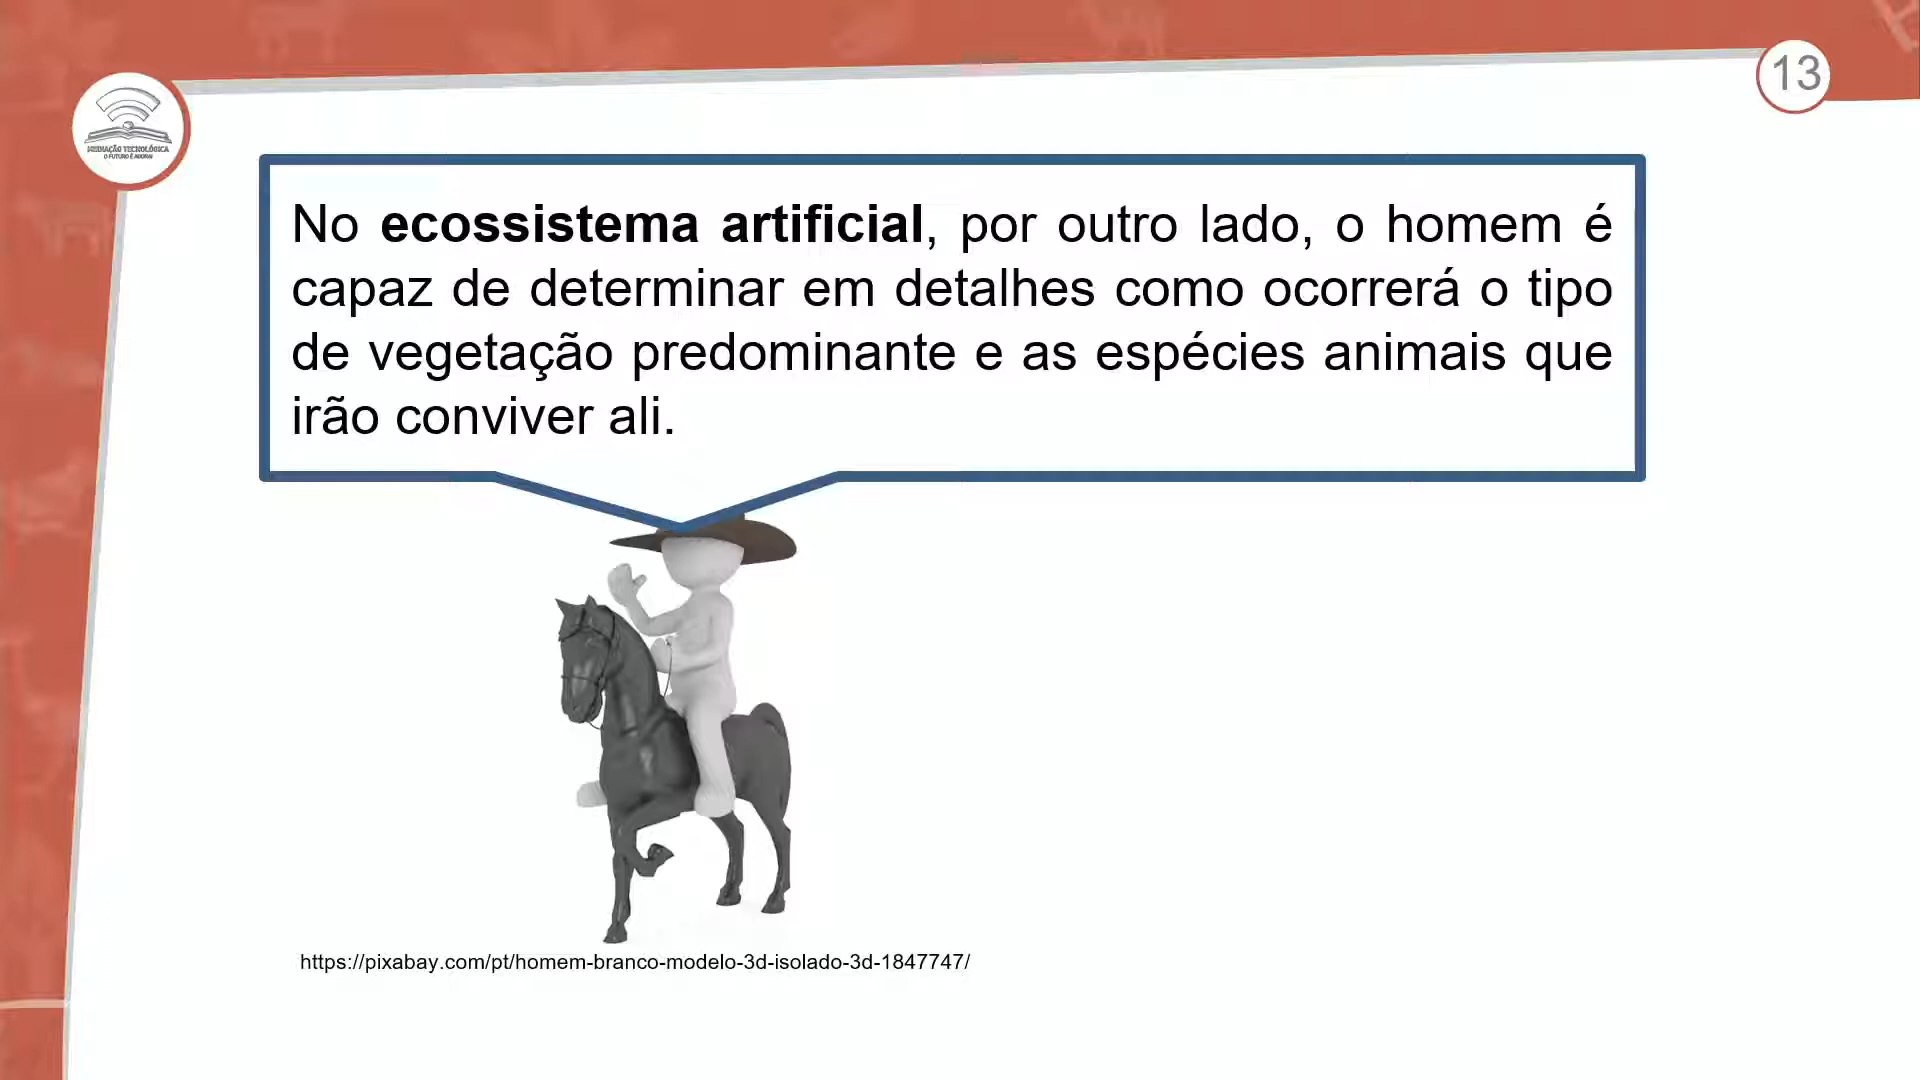 13
MEDIAÇÃO TECNOLÓGICA
O FUTURO É AGORA!
No ecossistema artificial, por outro lado, o homem é
capaz de determinar em detalhes como ocorrerá o tipo
de vegetação predominante e as espécies animais que
irão conviver ali.
https://pixabay.com/pt/homem-branco-modelo-3d-isolado-3d-1847747/